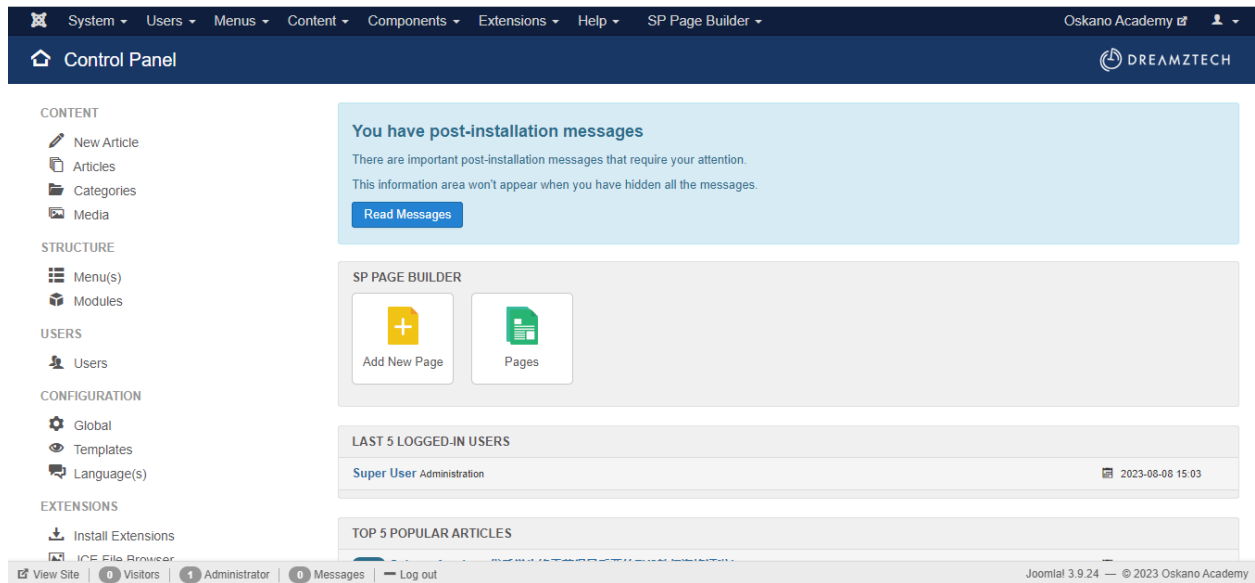 System Users Menus Content Components Extensions Help SP Page Builder Oskano Academy
Control Panel DREAMZTECH
CONTENT
New Article
Articles
Categories
Media
STRUCTURE
Menu(s)
Modules
USERS
Users
CONFIGURATION
Global
Templates
Language(s)
EXTENSIONS
Install Extensions
JCE File Browser
You have post-installation messages
There are important post-installation messages that require your attention.
This information area won't appear when you have hidden all the messages.
Read Messages
SP PAGE BUILDER
Add New Page Pages
LAST 5 LOGGED-IN USERS
Super User Administration 2023-08-08 15:03
TOP 5 POPULAR ARTICLES
View Site 0 Visitors 1 Administrator 0 Messages Log out Joomla! 3.9.24 — © 2023 Oskano Academy